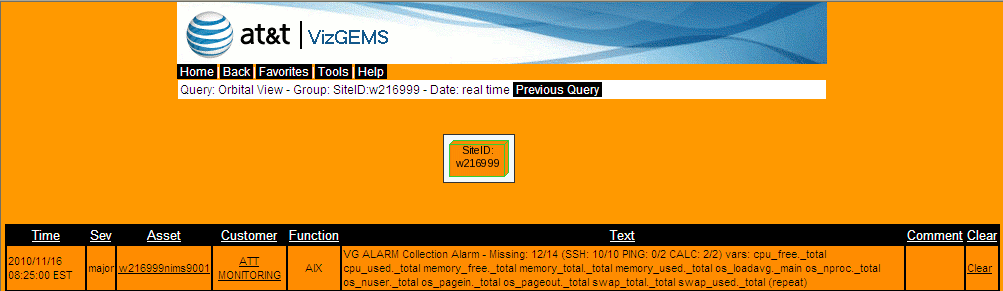 at&t VizGEMS
Home Back Favorites Tools Help
Query: Orbital View - Group: SiteID:w216999 - Date: real time Previous Query
SiteID:
w216999
Time Sev Asset Customer Function Text Comment Clear
2010/11/16
08:25:00 EST
major
w216999nims9001
ATT
MONITORING
AIX
VG ALARM Collection Alarm - Missing: 12/14 (SSH: 10/10 PING: 0/2 CALC: 2/2) vars: cpu_free._total
cpu_used._total memory_free._total memory_total._total memory_used._total os_loadavg._main os_nproc._total
os_nuser._total os_pagein._total os_pageout._total swap_total._total swap_used._total (repeat)
Clear